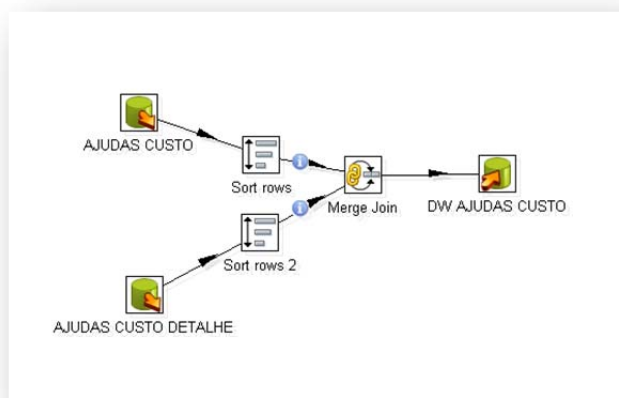 AJUDAS CUSTO
Sort rows
Merge Join
DW AJUDAS CUSTO
Sort rows 2
AJUDAS CUSTO DETALHE